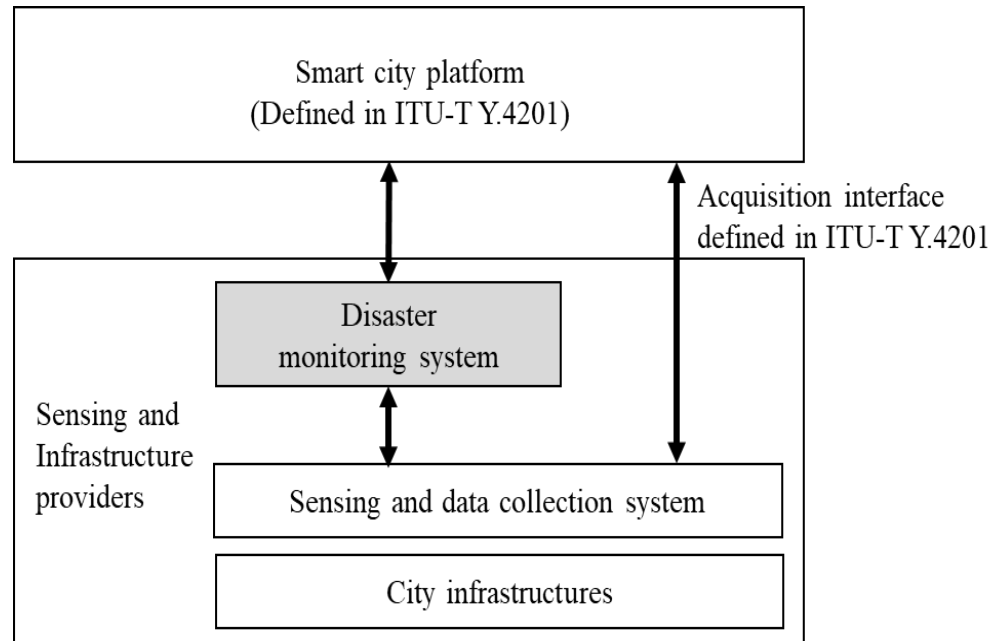 Smart city platform
(Defined in ITU-T Y.4201)
Acquisition interface
defined in ITU-T Y.4201
Disaster
monitoring system
Sensing and
Infrastructure
providers
Sensing and data collection system
City infrastructures